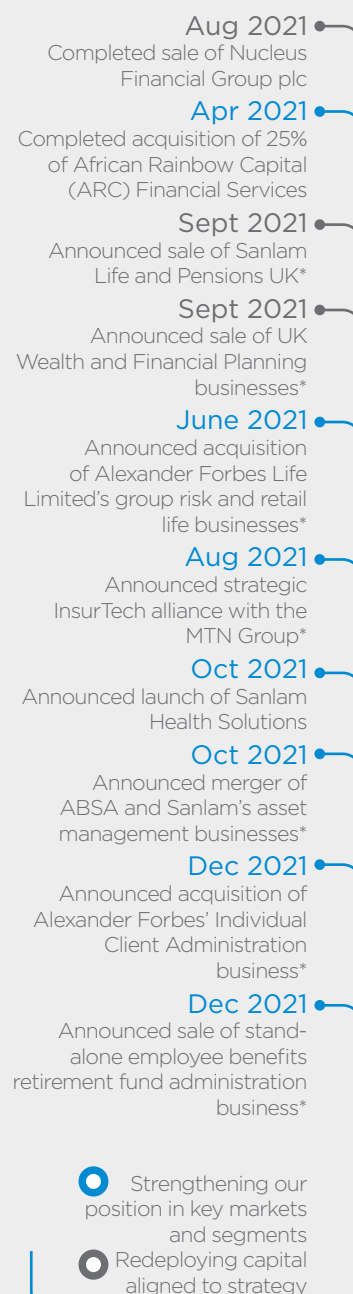 Aug 2021
Completed sale of Nucleus
Financial Group plc
Apr 2021
Completed acquisition of 25%
of African Rainbow Capital
(ARC) Financial Services
Sept 2021
Announced sale of Sanlam
Life and Pensions UK*
Sept 2021
Announced sale of UK
Wealth and Financial Planning
businesses*
June 2021
Announced acquisition
of Alexander Forbes Life
Limited's group risk and retail
life businesses*
Aug 2021
Announced strategic
InsurTech alliance with the
MTN Group*
Oct 2021
Announced launch of Sanlam
Health Solutions
Oct 2021
Announced merger of
ABSA and Sanlam's asset
management businesses*
Dec 2021
Announced acquisition of
Alexander Forbes' Individual
Client Administration
business*
Dec 2021
Announced sale of stand-
alone employee benefits
retirement fund administration
business*
Strengthening our
position in key markets
and segments
Redeploying capital
aligned to strategy